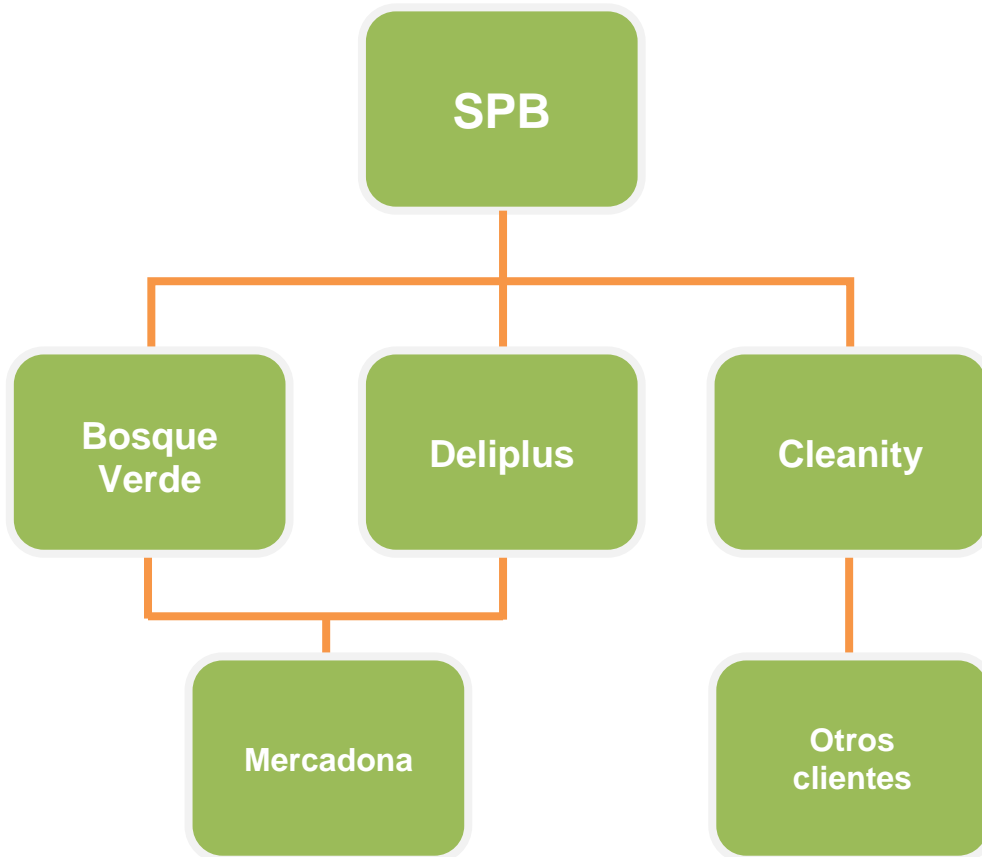 SPB
Bosque
Verde
Deliplus
Cleanity
Mercadona
Otros
clientes